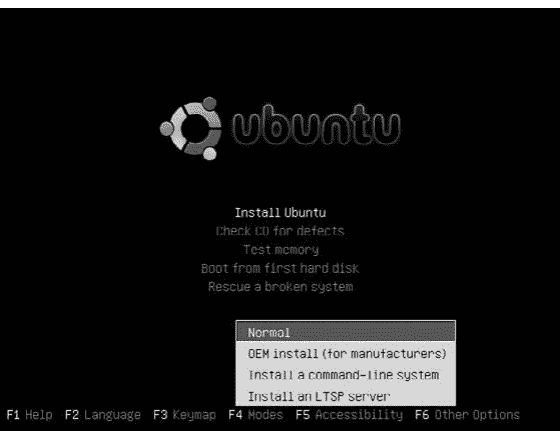 ubuntu
Install Ubuntu
Check CD for defects
Test memory
Boot from first hard disk
Rescue a broken system
Normal
OEM install (for manufacturers)
Install a command-line system
Install an LTSP server
F1 Help F2 Language F3 Keymap F4 Modes F5 Accessibility F6 Other Options